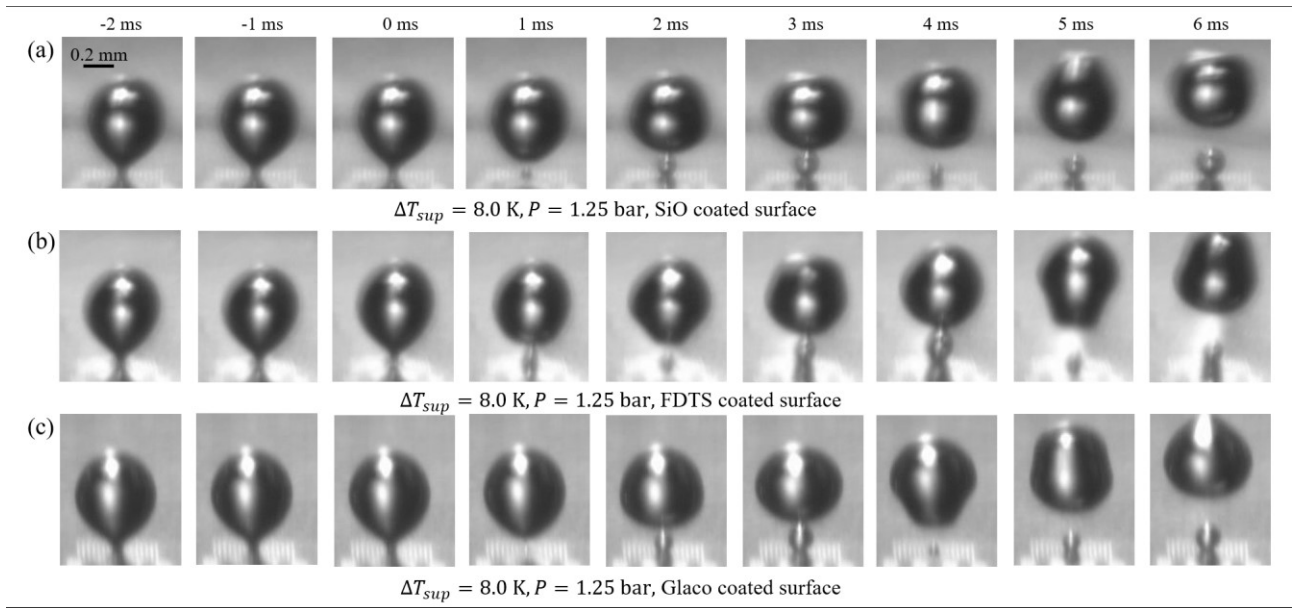 -2 ms -1 ms 0 ms 1 ms 2 ms 3 ms 4 ms 5 ms 6 ms
(a)
0.2 mm
ΔT_sup = 8.0 K, P = 1.25 bar, SiO coated surface
(b)
ΔT_sup = 8.0 K, P = 1.25 bar, FDTS coated surface
(c)
ΔT_sup = 8.0 K, P = 1.25 bar, Glaco coated surface